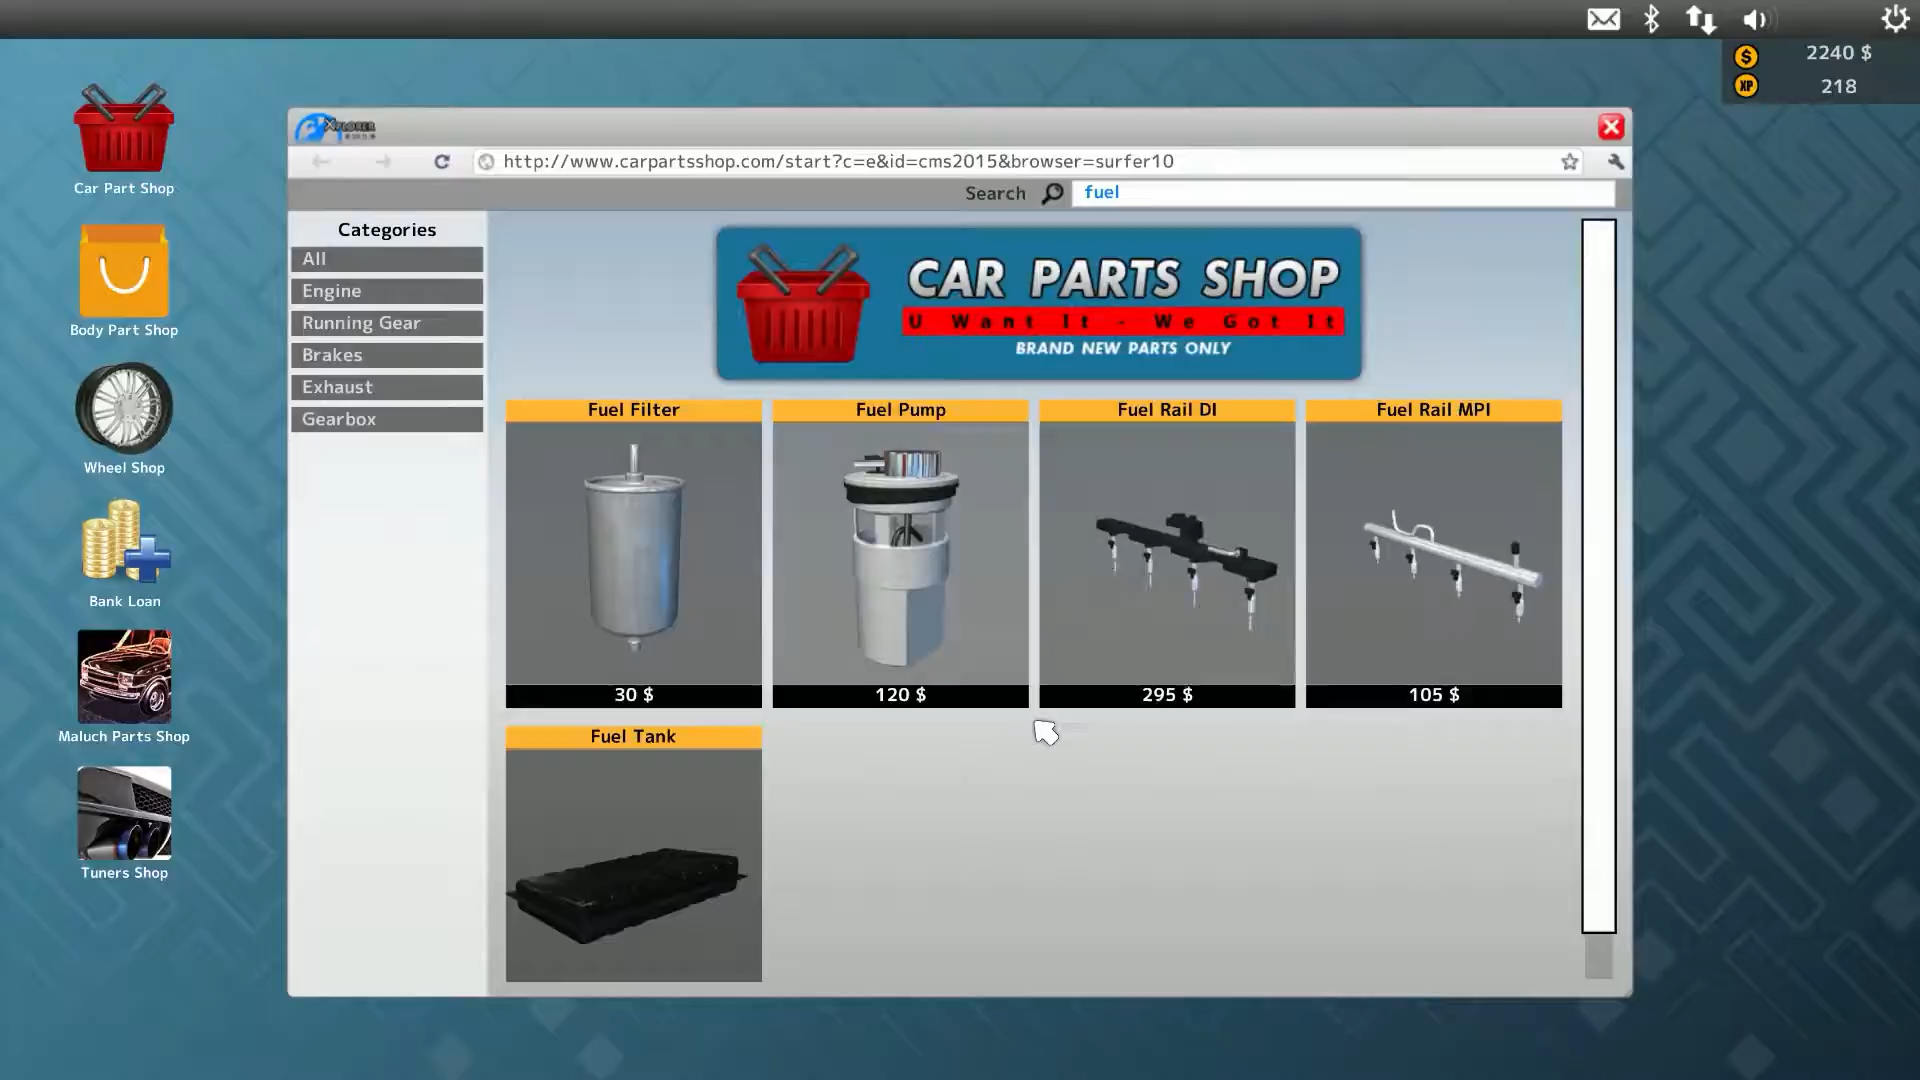 2240 $
XP 218
Car Part Shop
Body Part Shop
Wheel Shop
Bank Loan
Maluch Parts Shop
Tuners Shop
XPLORER
http://www.carpartsshop.com/start?c=e&id=cms2015&browser=surfer10
Search fuel
Categories
All
Engine
Running Gear
Brakes
Exhaust
Gearbox
CAR PARTS SHOP
U Want It - We Got It
BRAND NEW PARTS ONLY
Fuel Filter
30 $
Fuel Pump
120 $
Fuel Rail DI
295 $
Fuel Rail MPI
105 $
Fuel Tank